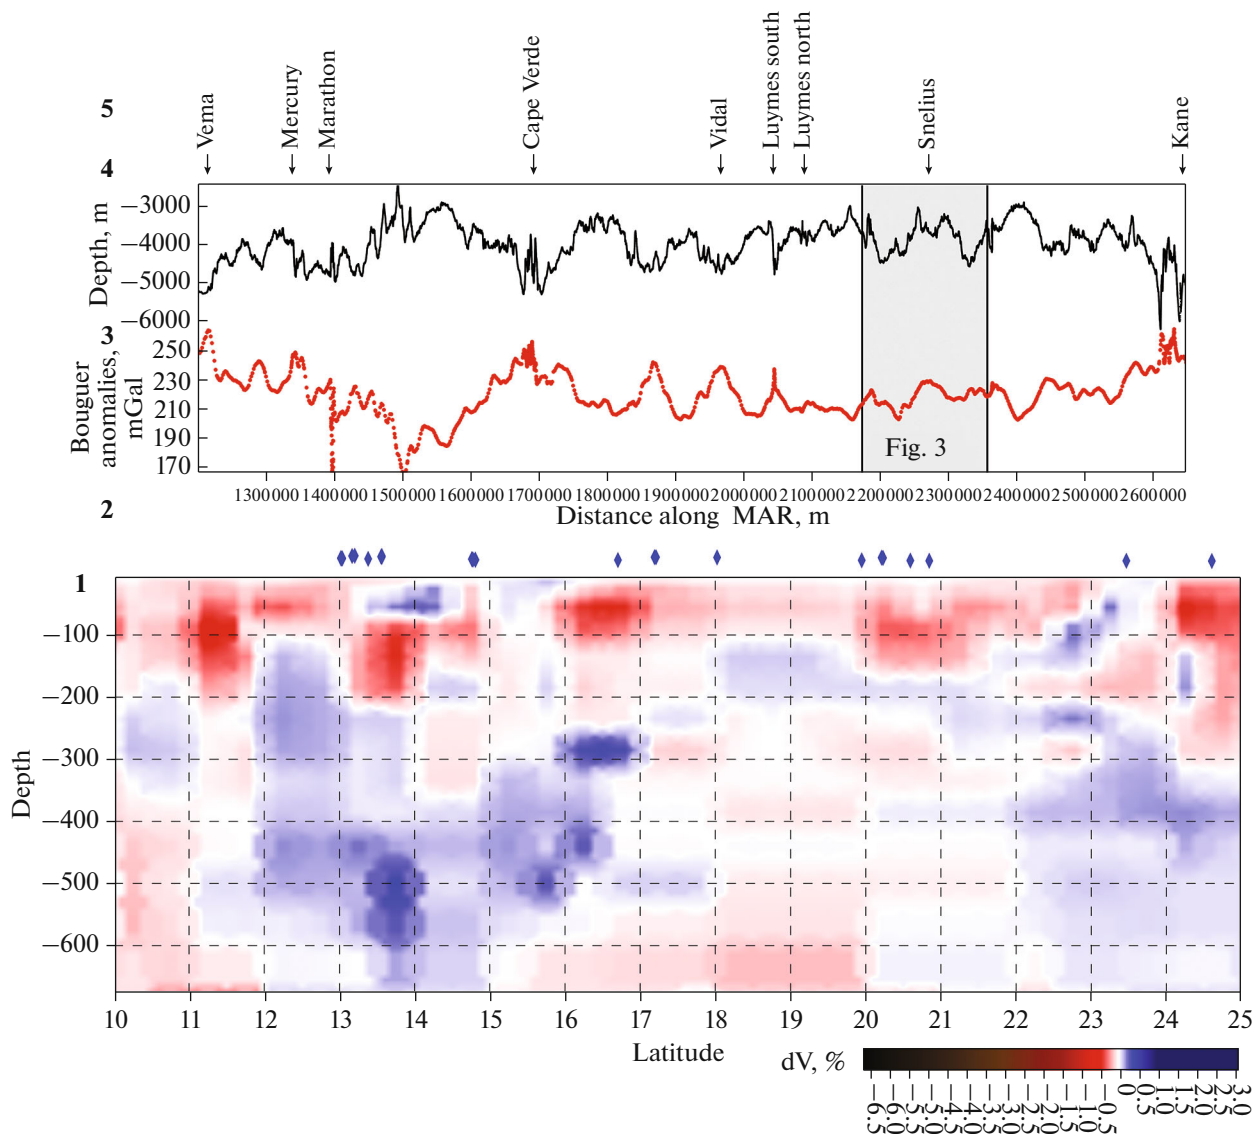 Vema
Mercury
Marathon
Cape Verde
Vidal
Luymes south
Luymes north
Snelius
Kane
5
4
Depth, m
−3000
−4000
−5000
−6000
3
Bouguer
anomalies,
mGal
250
230
210
190
170
Fig. 3
1300000 1400000 1500000 1600000 1700000 1800000 1900000 2000000 2100000 2200000 2300000 2400000 2500000 2600000
Distance along MAR, m
2
1
Depth
−100
−200
−300
−400
−500
−600
10 11 12 13 14 15 16 17 18 19 20 21 22 23 24 25
Latitude
dV, %
−6.5 −6.0 −5.5 −5.0 −4.5 −4.0 −3.5 −3.0 −2.5 −2.0 −1.5 −1.0 −0.5 0 0.5 1.0 1.5 2.0 2.5 3.0